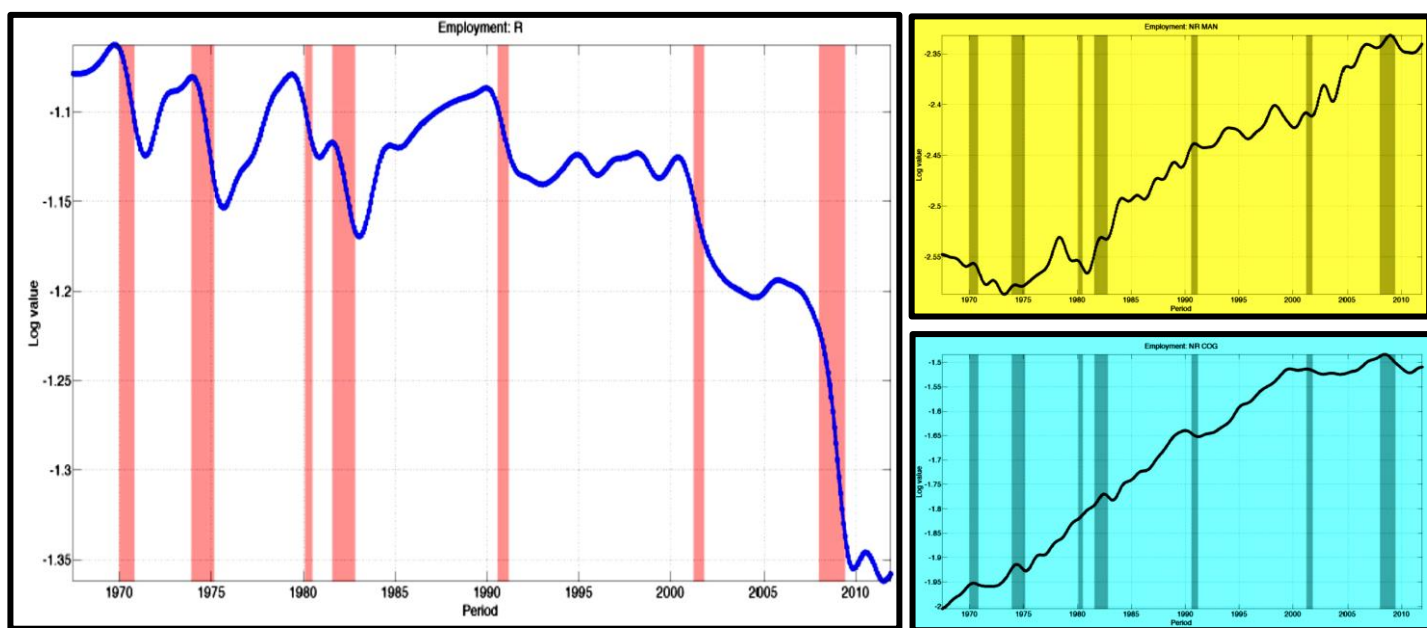 Employment: R
Log value
-1.1
-1.15
-1.2
-1.25
-1.3
-1.35
1970 1975 1980 1985 1990 1995 2000 2005 2010
Period
Employment: NR MAN
Log value
-2.35
-2.4
-2.45
-2.5
-2.55
1970 1975 1980 1985 1990 1995 2000 2005 2010
Period
Employment: NR COG
Log value
-1.5
-1.55
-1.6
-1.65
-1.7
-1.75
-1.8
-1.85
-1.9
-1.95
-2
1970 1975 1980 1985 1990 1995 2000 2005 2010
Period